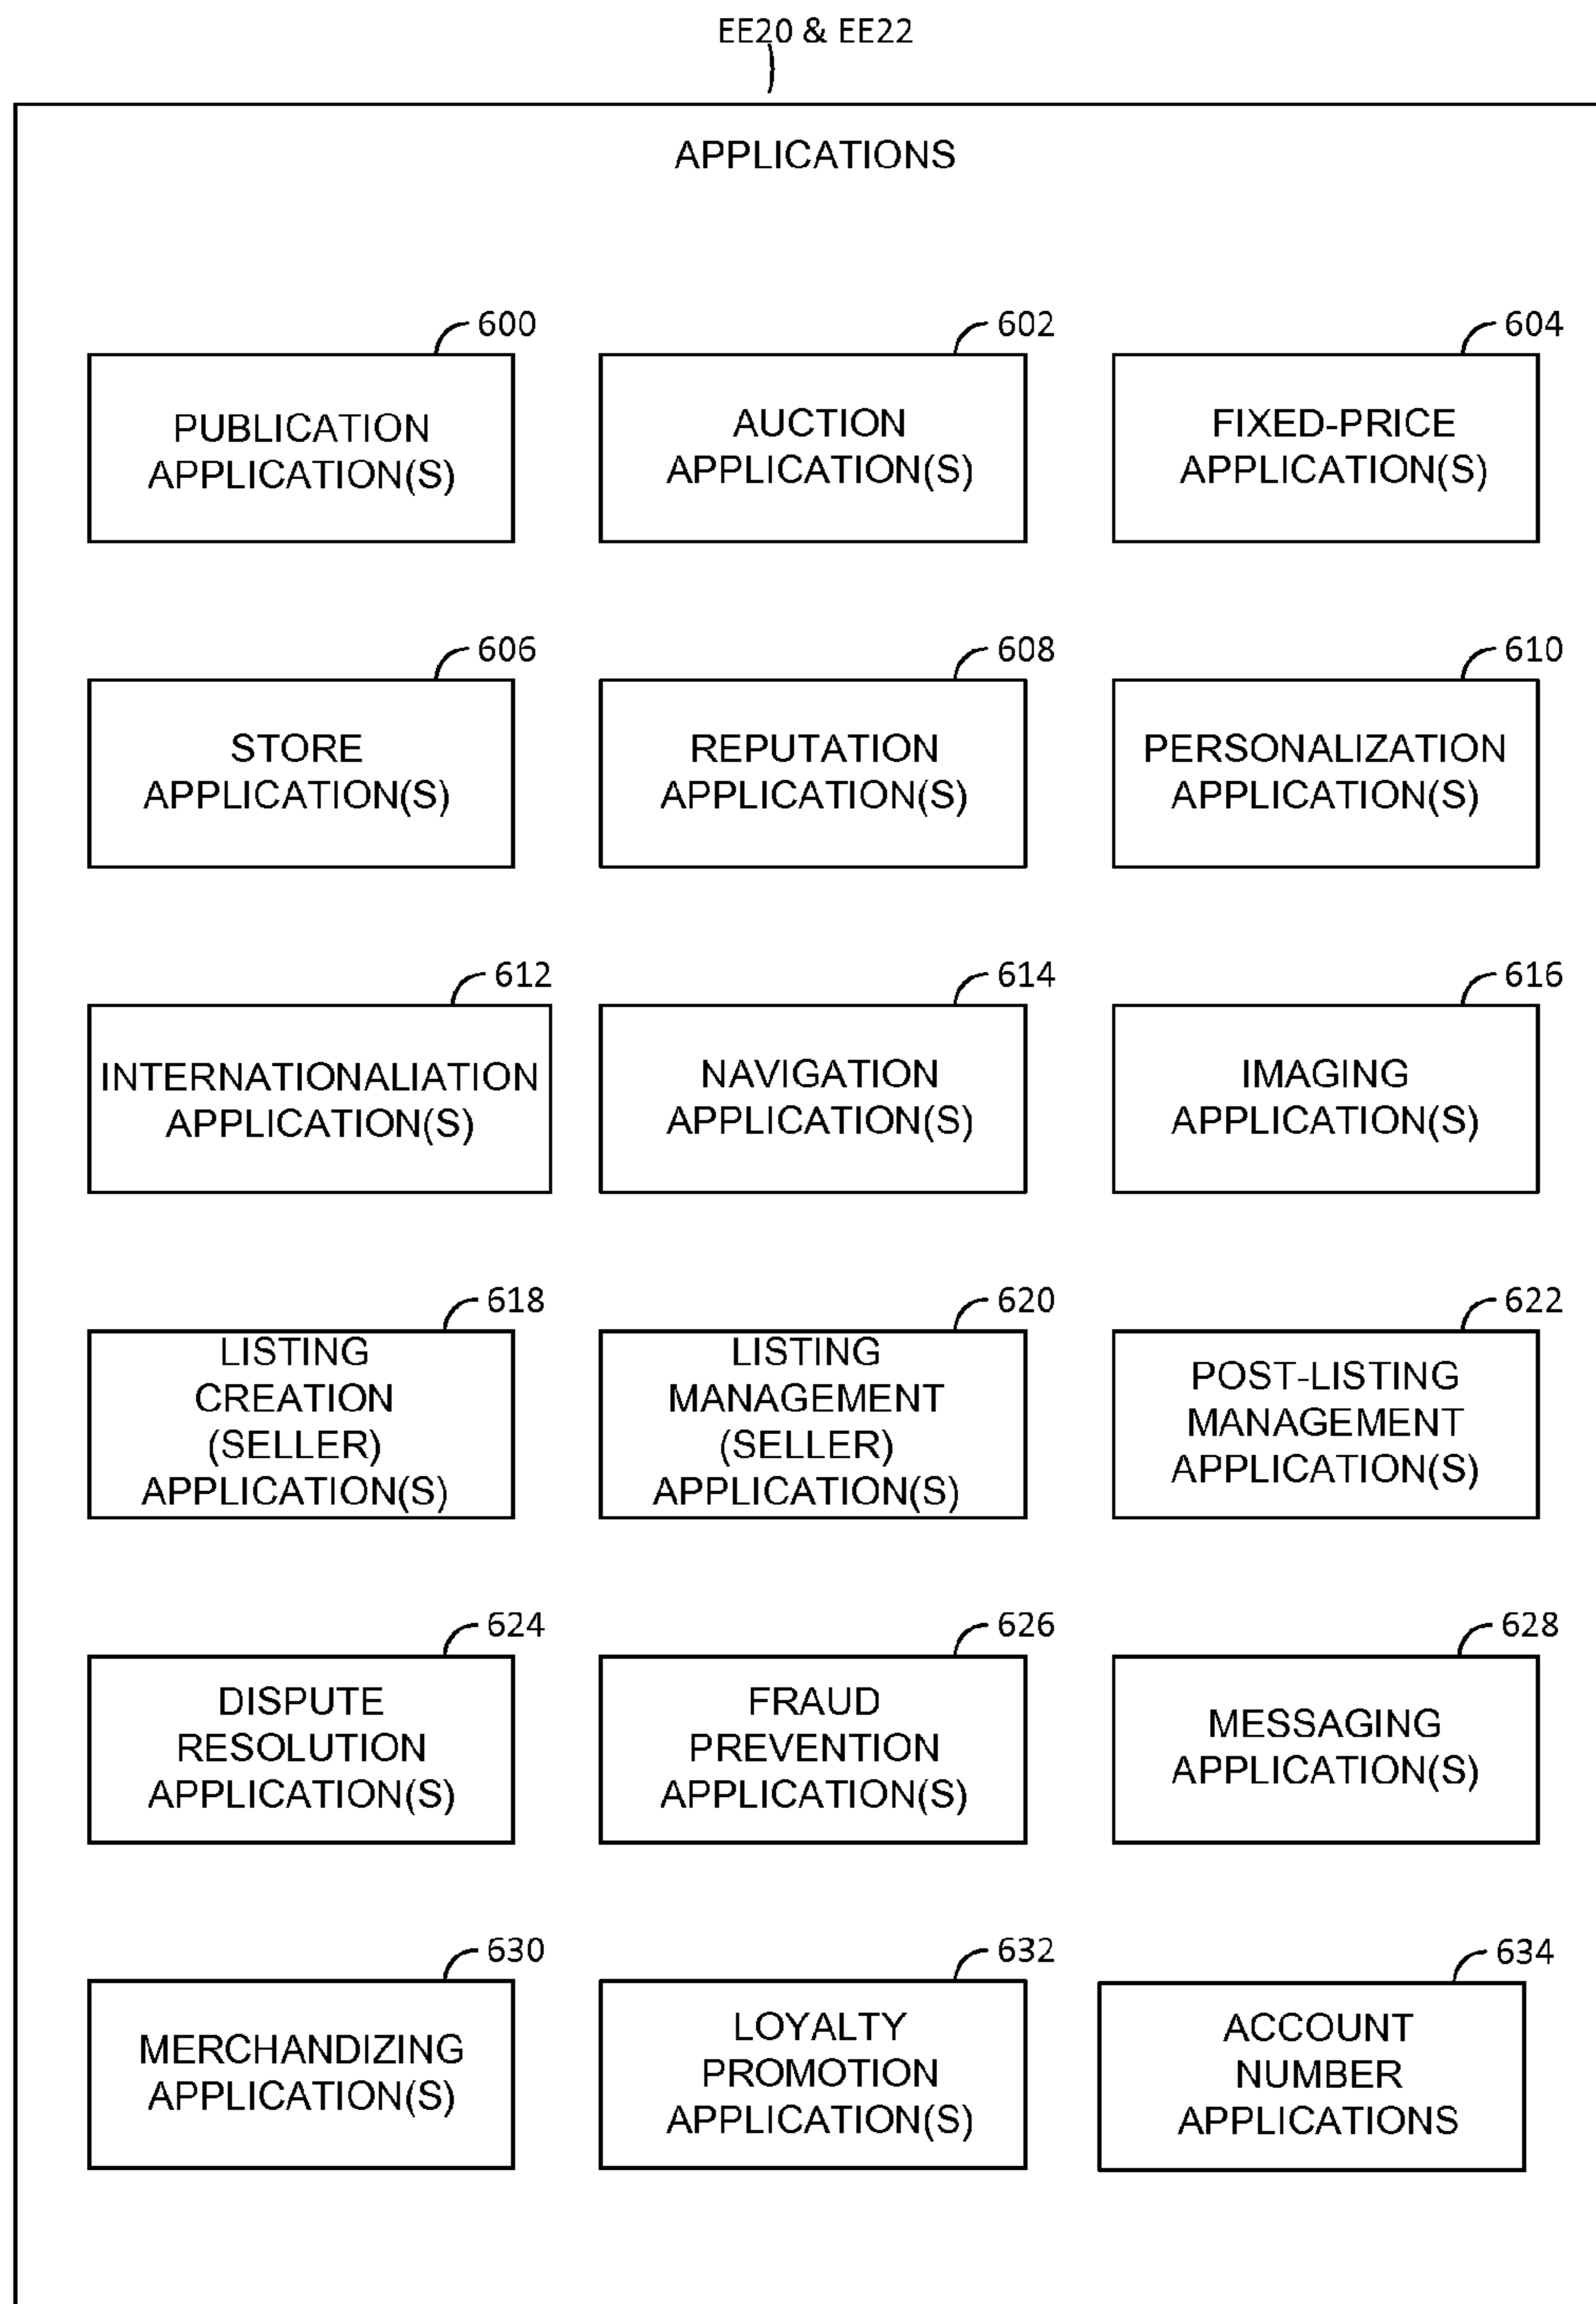 EE20 & EE22
APPLICATIONS
600
PUBLICATION
APPLICATION(S)
602
AUCTION
APPLICATION(S)
604
FIXED-PRICE
APPLICATION(S)
606
STORE
APPLICATION(S)
608
REPUTATION
APPLICATION(S)
610
PERSONALIZATION
APPLICATION(S)
612
INTERNATIONALIATION
APPLICATION(S)
614
NAVIGATION
APPLICATION(S)
616
IMAGING
APPLICATION(S)
618
LISTING
CREATION
(SELLER)
APPLICATION(S)
620
LISTING
MANAGEMENT
(SELLER)
APPLICATION(S)
622
POST-LISTING
MANAGEMENT
APPLICATION(S)
624
DISPUTE
RESOLUTION
APPLICATION(S)
626
FRAUD
PREVENTION
APPLICATION(S)
628
MESSAGING
APPLICATION(S)
630
MERCHANDIZING
APPLICATION(S)
632
LOYALTY
PROMOTION
APPLICATION(S)
634
ACCOUNT
NUMBER
APPLICATIONS